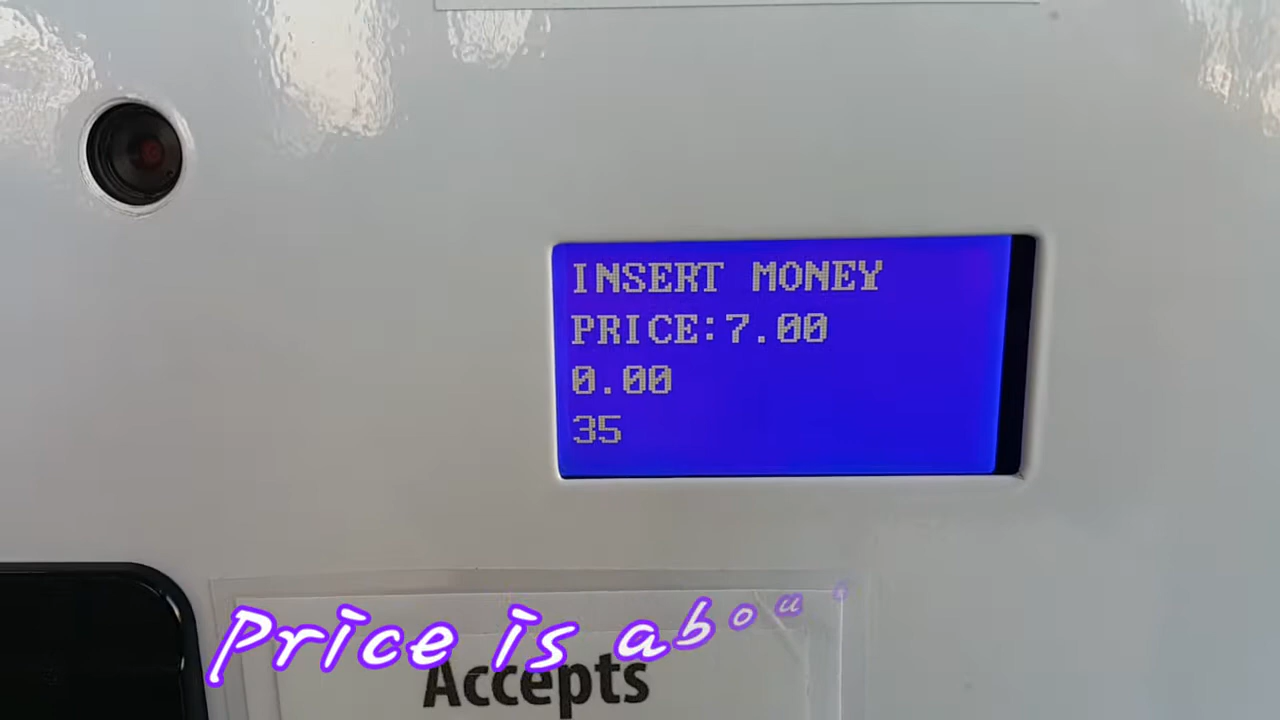 INSERT MONEY
PRICE:7.00
0.00
35
Price is abou
Accepts